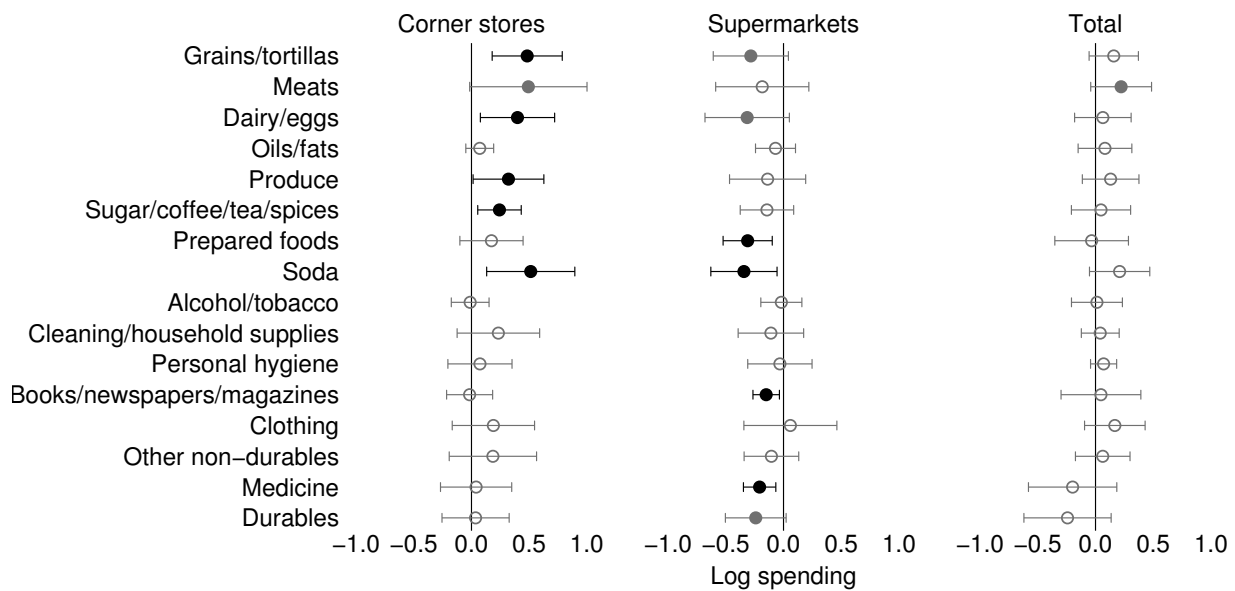 Corner stores Supermarkets Total
Grains/tortillas
Meats
Dairy/eggs
Oils/fats
Produce
Sugar/coffee/tea/spices
Prepared foods
Soda
Alcohol/tobacco
Cleaning/household supplies
Personal hygiene
Books/newspapers/magazines
Clothing
Other non−durables
Medicine
Durables
−1.0 −0.5 0.0 0.5 1.0 −1.0 −0.5 0.0 0.5 1.0 −1.0 −0.5 0.0 0.5 1.0
Log spending